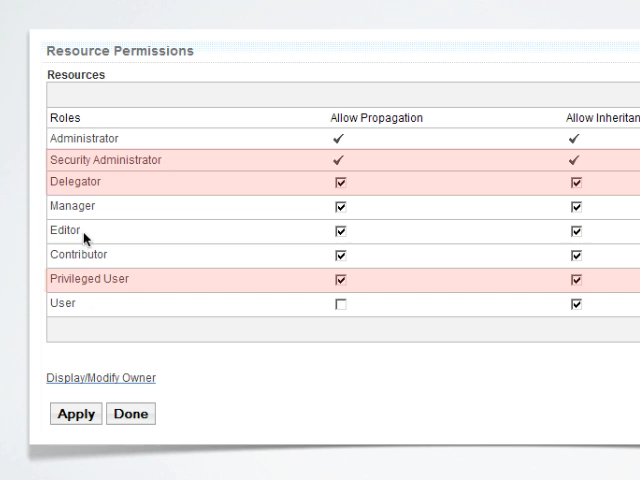 Resource Permissions
Resources
Roles Allow Propagation Allow Inheritan
Administrator
Security Administrator
Delegator
Manager
Editor
Contributor
Privileged User
User
Display/Modify Owner
Apply Done